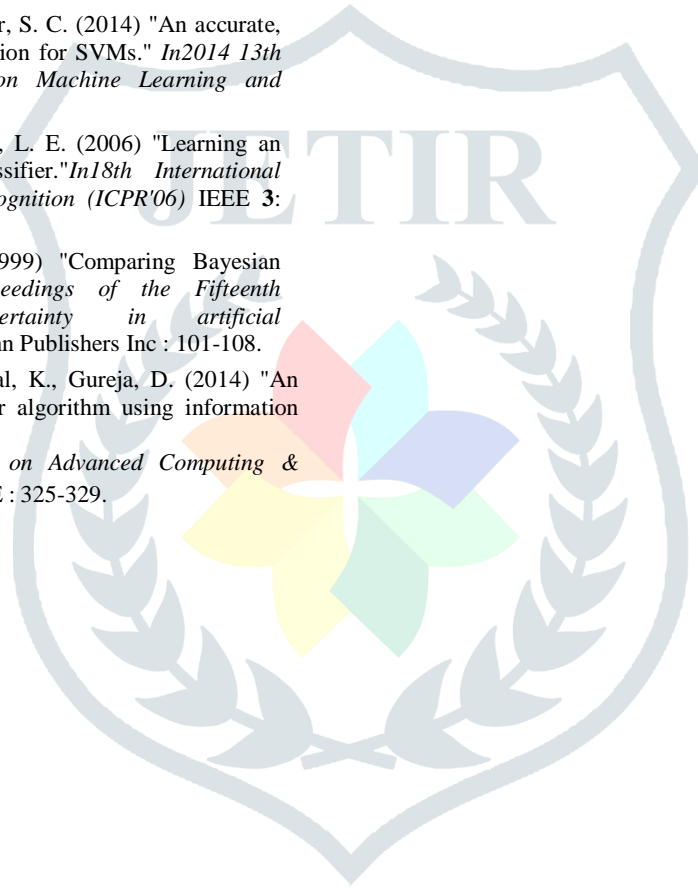 r, S. C. (2014) "An accurate,
tion for SVMs." In2014 13th
on Machine Learning and
, L. E. (2006) "Learning an
ssifier."In18th International
ognition (ICPR'06) IEEE 3:
999) "Comparing Bayesian
eedings of the Fifteenth
ertainty in artificial
nn Publishers Inc : 101-108.
al, K., Gureja, D. (2014) "An
r algorithm using information
on Advanced Computing &
E : 325-329.
JETIR